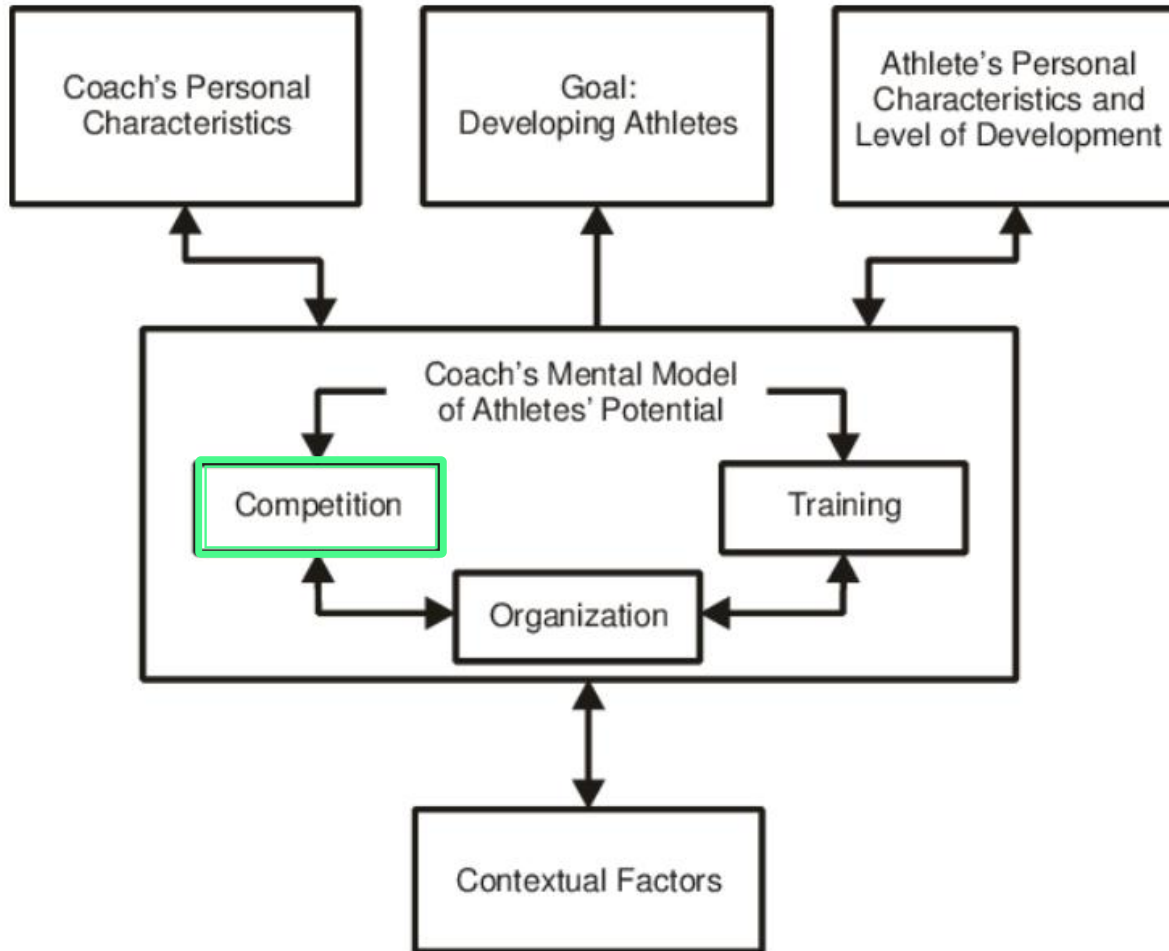 Coach's Personal
Characteristics
Goal:
Developing Athletes
Athlete's Personal
Characteristics and
Level of Development
Coach's Mental Model
of Athletes' Potential
Competition
Training
Organization
Contextual Factors